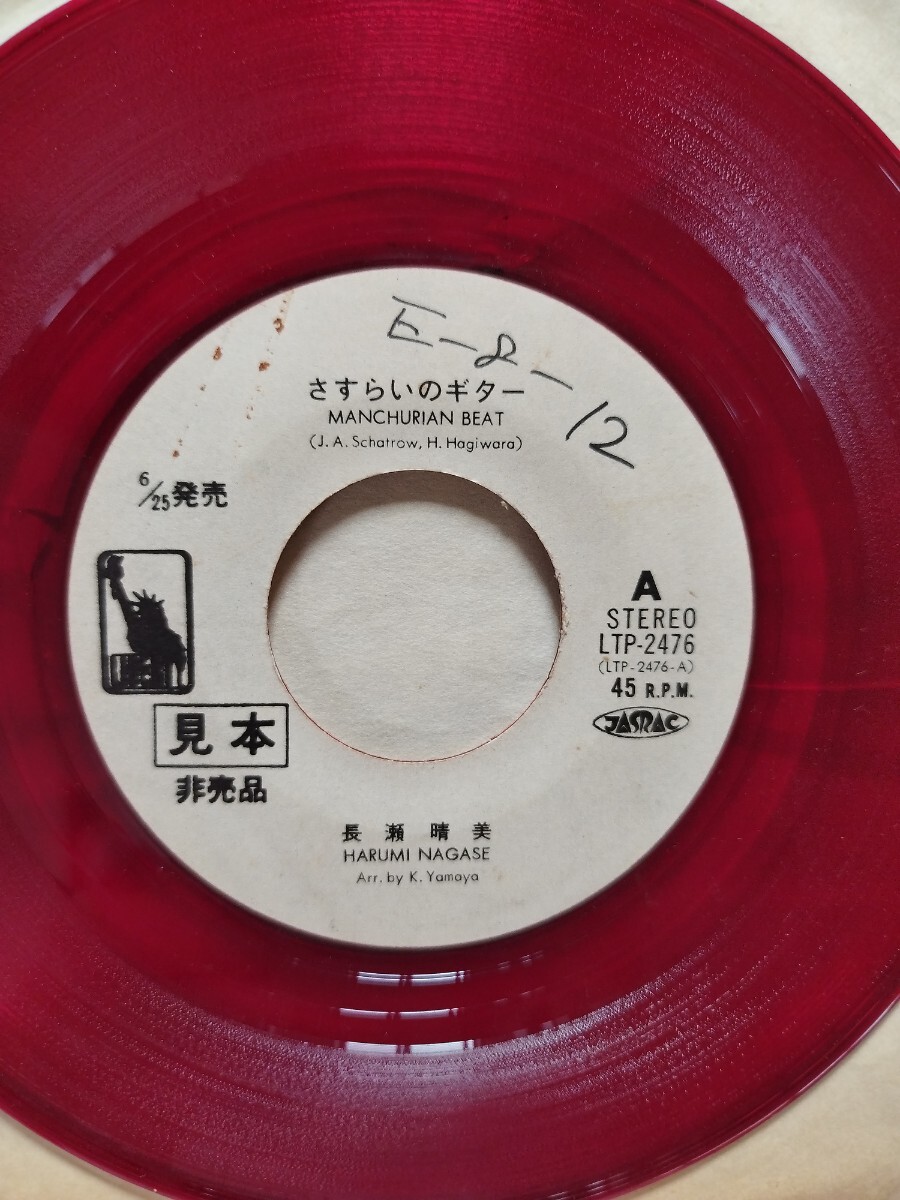 E-8-12
さすらいのギター
MANCHURIAN BEAT
(J. A. Schatrow, H. Hagiwara)
6/25発売
A
STEREO
LTP-2476
(LTP-2476-A)
45 R.P.M.
JASRAC
見本
非売品
長瀬晴美
HARUMI NAGASE
Arr. by K. Yamaya